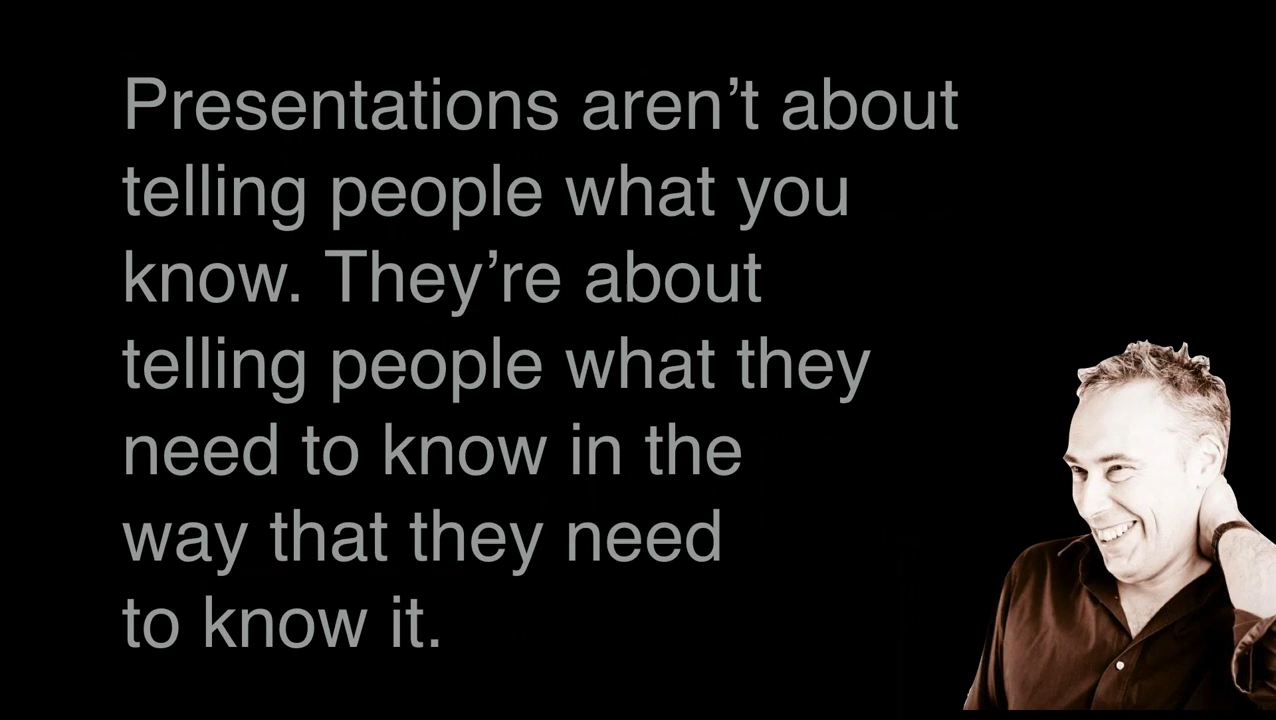 Presentations aren’t about
telling people what you
know. They’re about
telling people what they
need to know in the
way that they need
to know it.